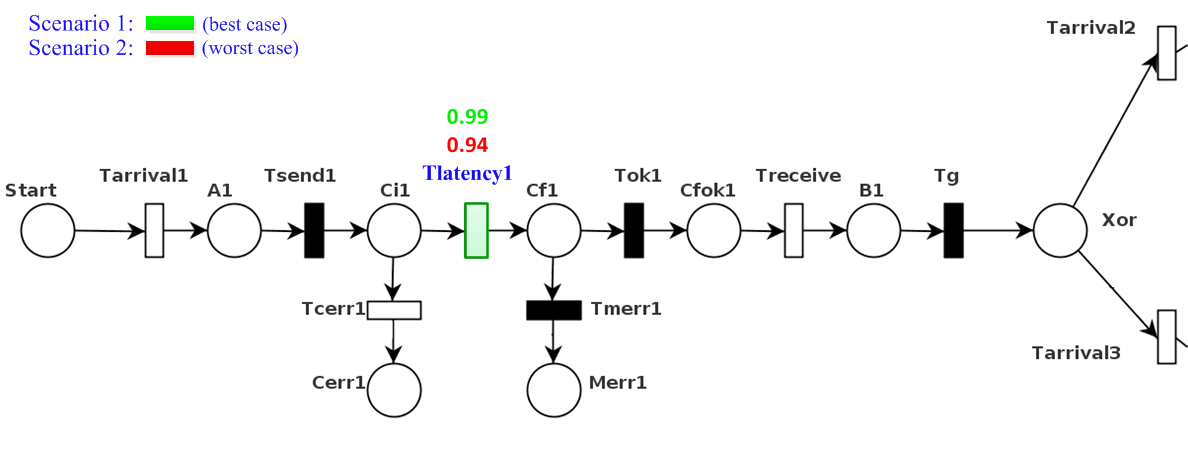 Scenario 1: (best case)
Scenario 2: (worst case)
Tarrival2
0.99
0.94
Tlatency1
Start
Tarrival1
A1
Tsend1
Ci1
Cf1
Tok1
Cfok1
Treceive
B1
Tg
Xor
Tcerr1
Tmerr1
Tarrival3
Cerr1
Merr1